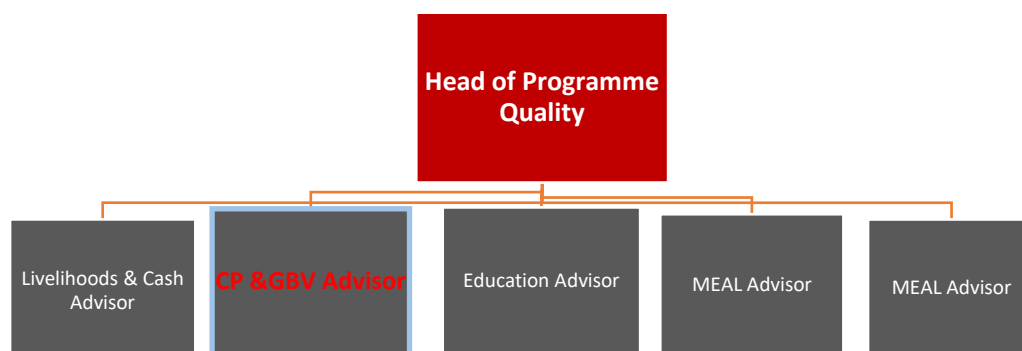 Head of Programme
Quality
Livelihoods & Cash
Advisor
CP &GBV Advisor
Education Advisor
MEAL Advisor
MEAL Advisor